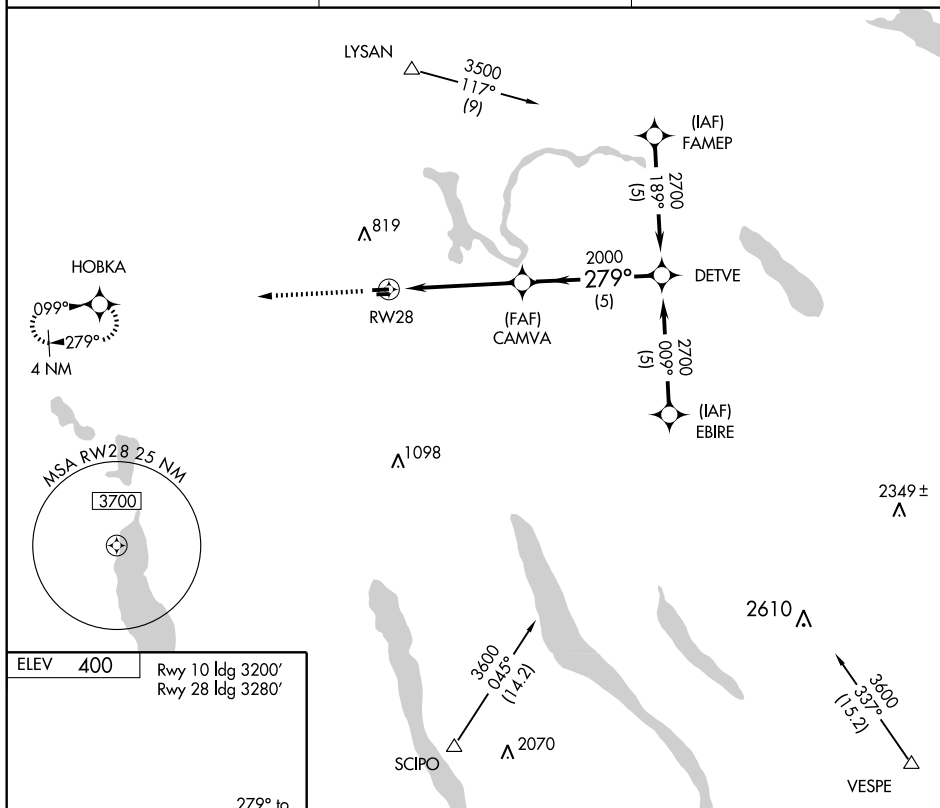 LYSAN
3500
117°
(9)
(IAF)
FAMEP
2700
189°
(5)
819
HOBKA
2000
279°
(5)
DETVE
099°
279°
4 NM
RW28
(FAF)
CAMVA
2700
009°
(5)
(IAF)
EBIRE
MSA RW28 25 NM
3700
1098
2349 ±
2610
ELEV 400
Rwy 10 ldg 3200'
Rwy 28 ldg 3280'
3600
045°
(14.2)
3600
337°
(15.2)
SCIPO
2070
VESPE
279° to